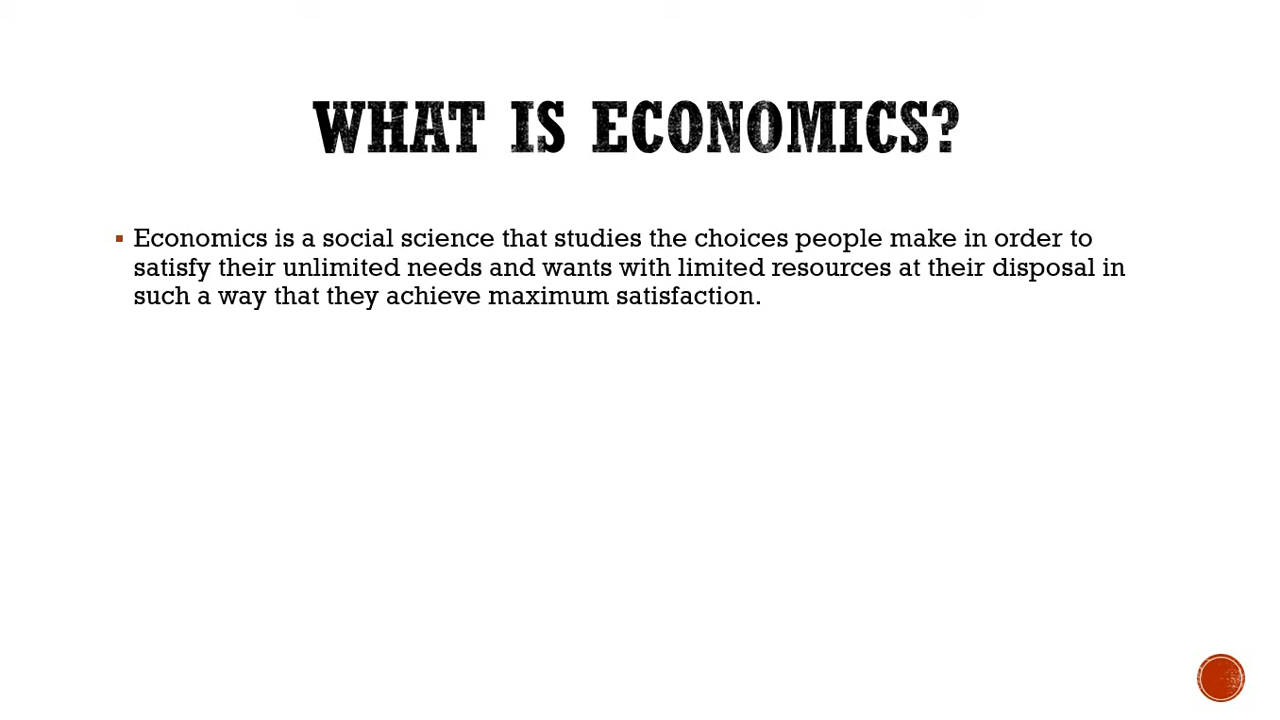 WHAT IS ECONOMICS?
▪ Economics is a social science that studies the choices people make in order to
satisfy their unlimited needs and wants with limited resources at their disposal in
such a way that they achieve maximum satisfaction.